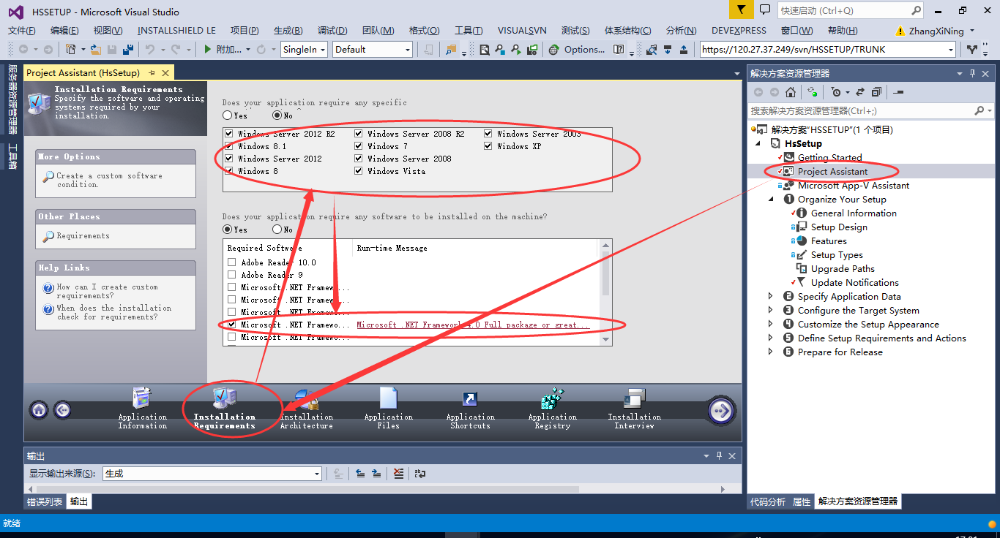 HSSETUP - Microsoft Visual Studio
快速启动 (Ctrl+Q)
文件(F) 编辑(E) 视图(V) INSTALLSHIELD LE 项目(P) 生成(B) 调试(D) 团队(M) 格式(O) 工具(T) VISUALSVN 测试(S) 体系结构(C) 分析(N) DEVEXPRESS 窗口(W) 帮助(H) ZhangXiNing
附加... SingleIn Default Options... https://120.27.37.249/svn/HSSETUP/TRUNK
服务器资源管理器
工具箱
Project Assistant (HsSetup)
Installation Requirements
Specify the software and operating
systems required by your
installation.
More Options
Create a custom software
condition.
Other Places
Requirements
Help Links
How can I create custom
requirements?
When does the installation
check for requirements?
Does your application require any specific
Yes No
Windows Server 2012 R2 Windows Server 2008 R2 Windows Server 2003
Windows 8.1 Windows 7 Windows XP
Windows Server 2012 Windows Server 2008
Windows 8 Windows Vista
Does your application require any software to be installed on the machine?
Yes No
Required Software Run-time Message
Adobe Reader 10.0
Adobe Reader 9
Microsoft .NET Framewo...
Microsoft .NET Framewo...
Microsoft .NET Framewo...
Microsoft .NET Framewo... Microsoft .NET Framework 4.0 Full package or great...
Microsoft .NET Framewo...
Application
Information
Installation
Requirements
Installation
Architecture
Application
Files
Application
Shortcuts
Application
Registry
Installation
Interview
输出
显示输出来源(S): 生成
错误列表 输出
解决方案资源管理器
搜索解决方案资源管理器(Ctrl+;)
解决方案"HSSETUP"(1 个项目)
HsSetup
Getting Started
Project Assistant
Microsoft App-V Assistant
1 Organize Your Setup
General Information
Setup Design
Features
Setup Types
Upgrade Paths
Update Notifications
2 Specify Application Data
3 Configure the Target System
4 Customize the Setup Appearance
5 Define Setup Requirements and Actions
6 Prepare for Release
代码分析 属性 解决方案资源管理器
就绪